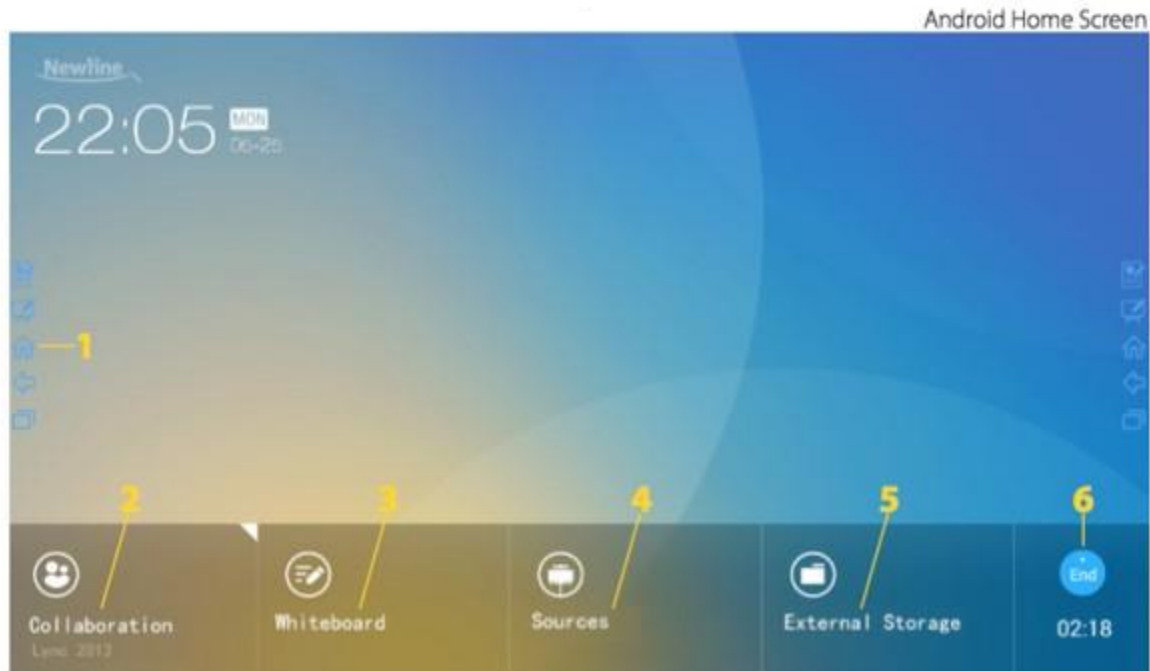 Android Home Screen
Newline
22:05 MON
06-26
1
2 3 4 5 6
Collaboration Whiteboard Sources External Storage End
Lync 2013
02:18